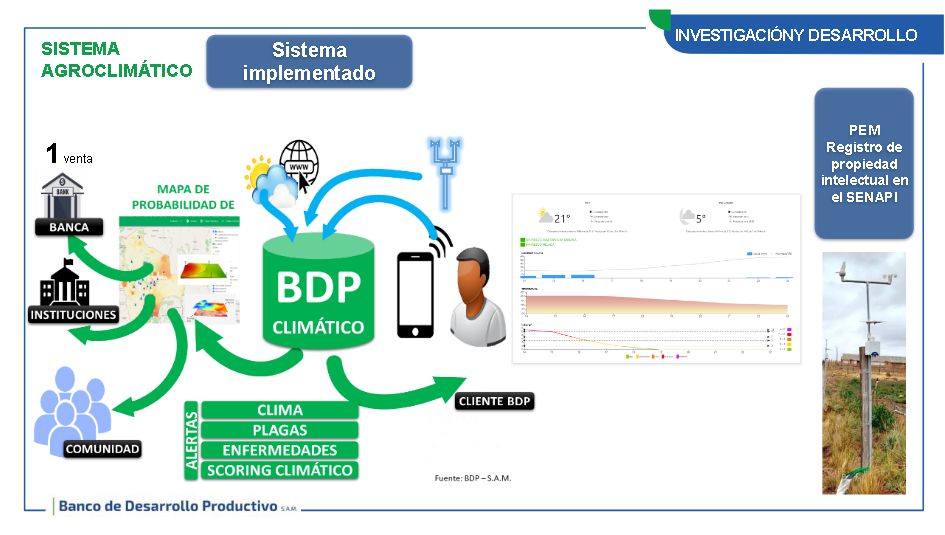 INVESTIGACIÓNY DESARROLLO
SISTEMA
AGROCLIMÁTICO
Sistema
implementado
PEM
Registro de
propiedad
intelectual en
el SENAPI
1 venta
BANK
BANCA
MAPA DE
PROBABILIDAD DE
WWW
INSTITUCIONES
BDP
CLIMÁTICO
21°
5°
COMUNIDAD
CLIENTE BDP
ALERTAS
CLIMA
PLAGAS
ENFERMEDADES
SCORING CLIMÁTICO
Fuente: BDP – S.A.M.
Banco de Desarrollo Productivo S.A.M.